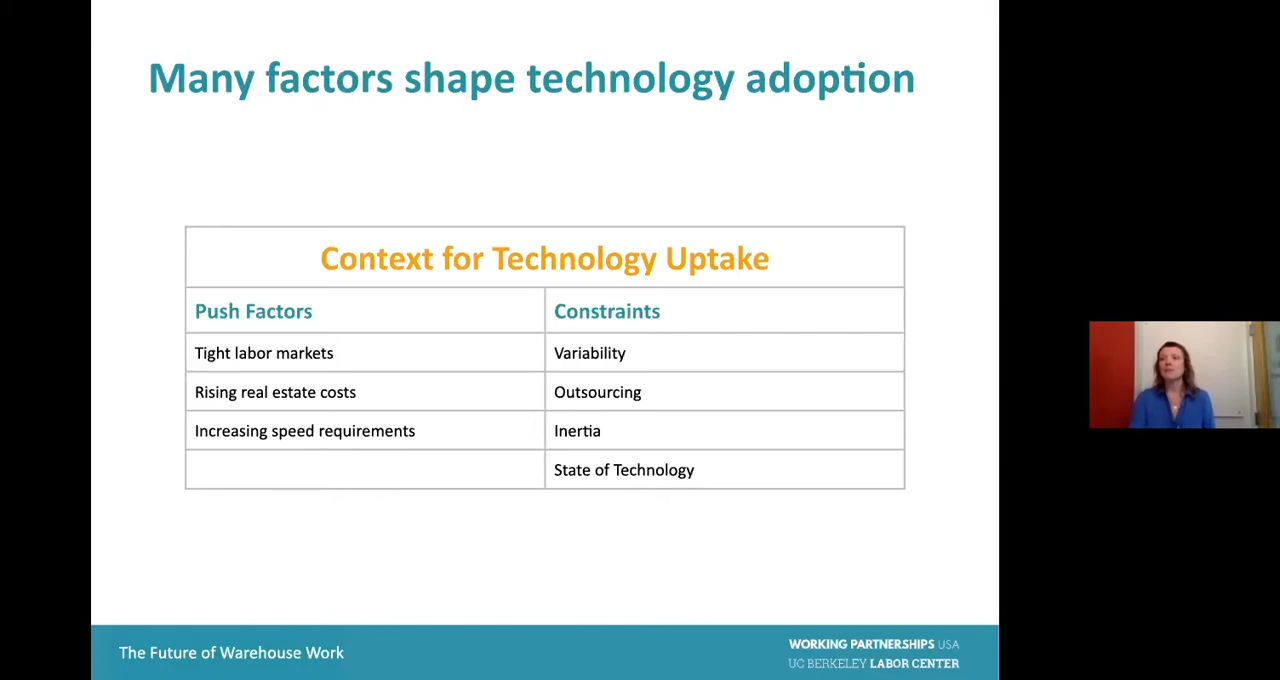 Many factors shape technology adoption
Context for Technology Uptake
Push Factors
Constraints
Tight labor markets
Variability
Rising real estate costs
Outsourcing
Increasing speed requirements
Inertia
State of Technology
The Future of Warehouse Work
WORKING PARTNERSHIPS USA
UC BERKELEY LABOR CENTER